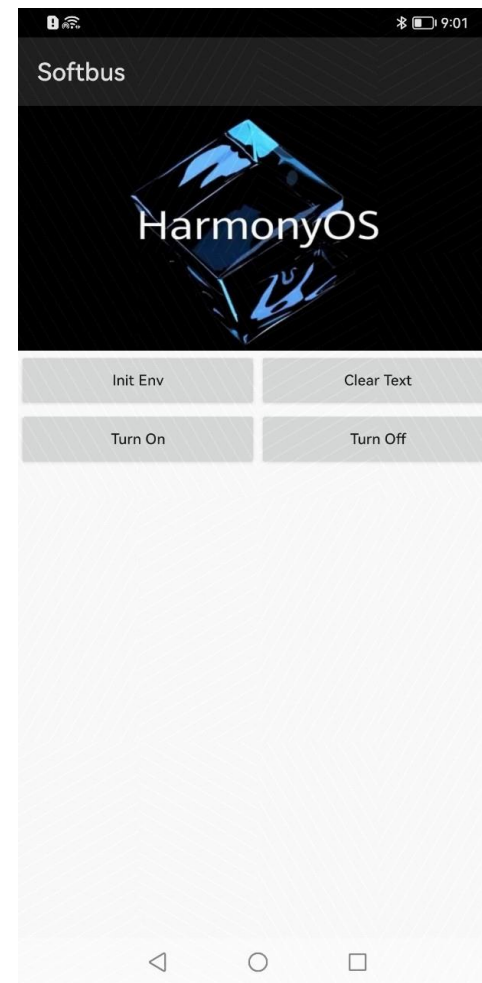 9:01
Softbus
HarmonyOS
Init Env
Clear Text
Turn On
Turn Off